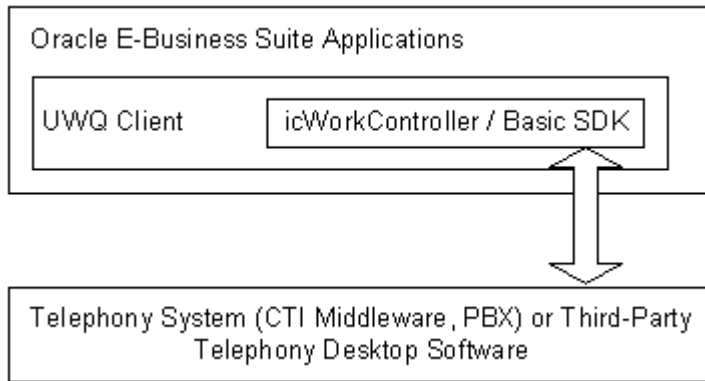 Oracle E-Business Suite Applications
UWQ Client
icWorkController / Basic SDK
Telephony System (CTI Middleware, PBX) or Third-Party
Telephony Desktop Software